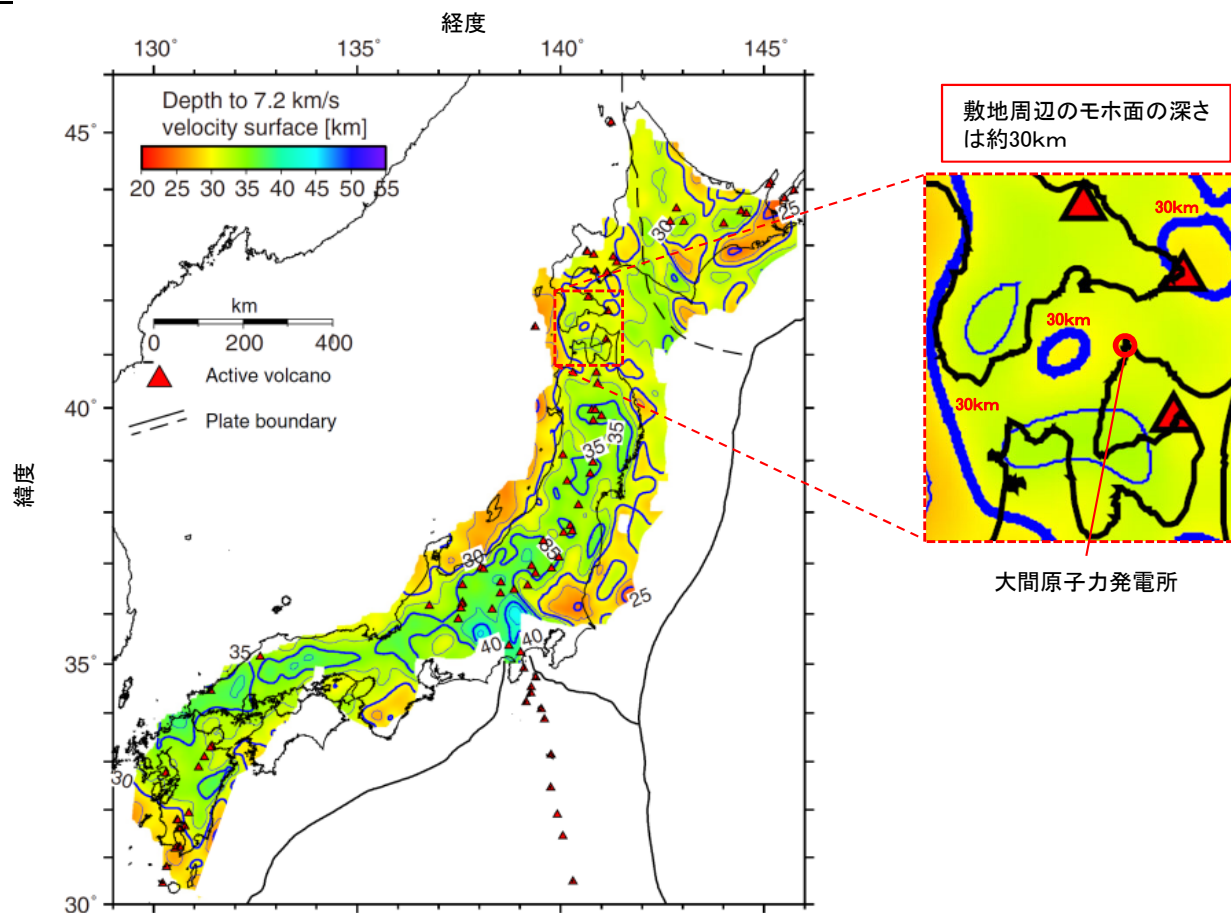 経度
130°
135°
140°
145°
Depth to 7.2 km/s
velocity surface [km]
20 25 30 35 40 45 50 55
km
0 200 400
Active volcano
Plate boundary
緯度
45°
40°
35°
30°
30
25
35
35
30
35
25
40
40
35
30
敷地周辺のモホ面の深さ
は約30km
30km
30km
30km
大間原子力発電所